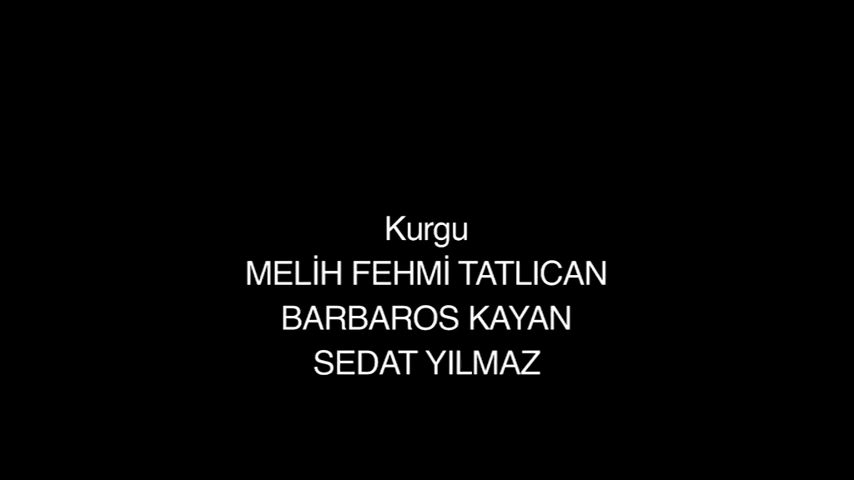 Kurgu
MELİH FEHMİ TATLICAN
BARBAROS KAYAN
SEDAT YILMAZ